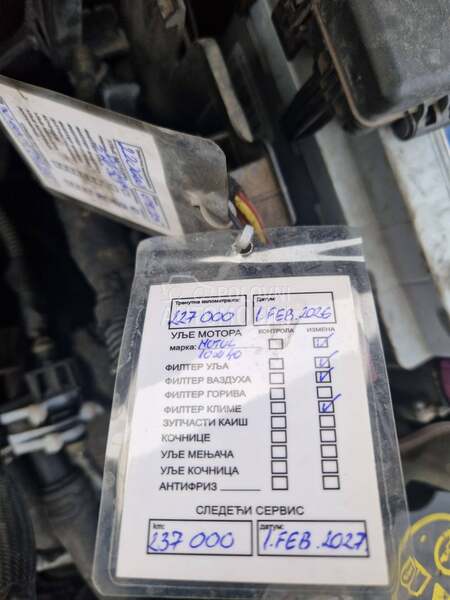 Тренутна километража: Датум:
227 000 1.FEB.2026
УЉЕ МОТОРА КОНТРОЛА ИЗМЕНА
марка: MOTUL
10W40
ФИЛТЕР УЉА
ФИЛТЕР ВАЗДУХА
ФИЛТЕР ГОРИВА
ФИЛТЕР КЛИМЕ
ЗУПЧАСТИ КАИШ
КОЧНИЦЕ
УЉЕ МЕЊАЧА
УЉЕ КОЧНИЦА
АНТИФРИЗ
СЛЕДЕЋИ СЕРВИС
km: датум:
237 000 1.FEB.2027